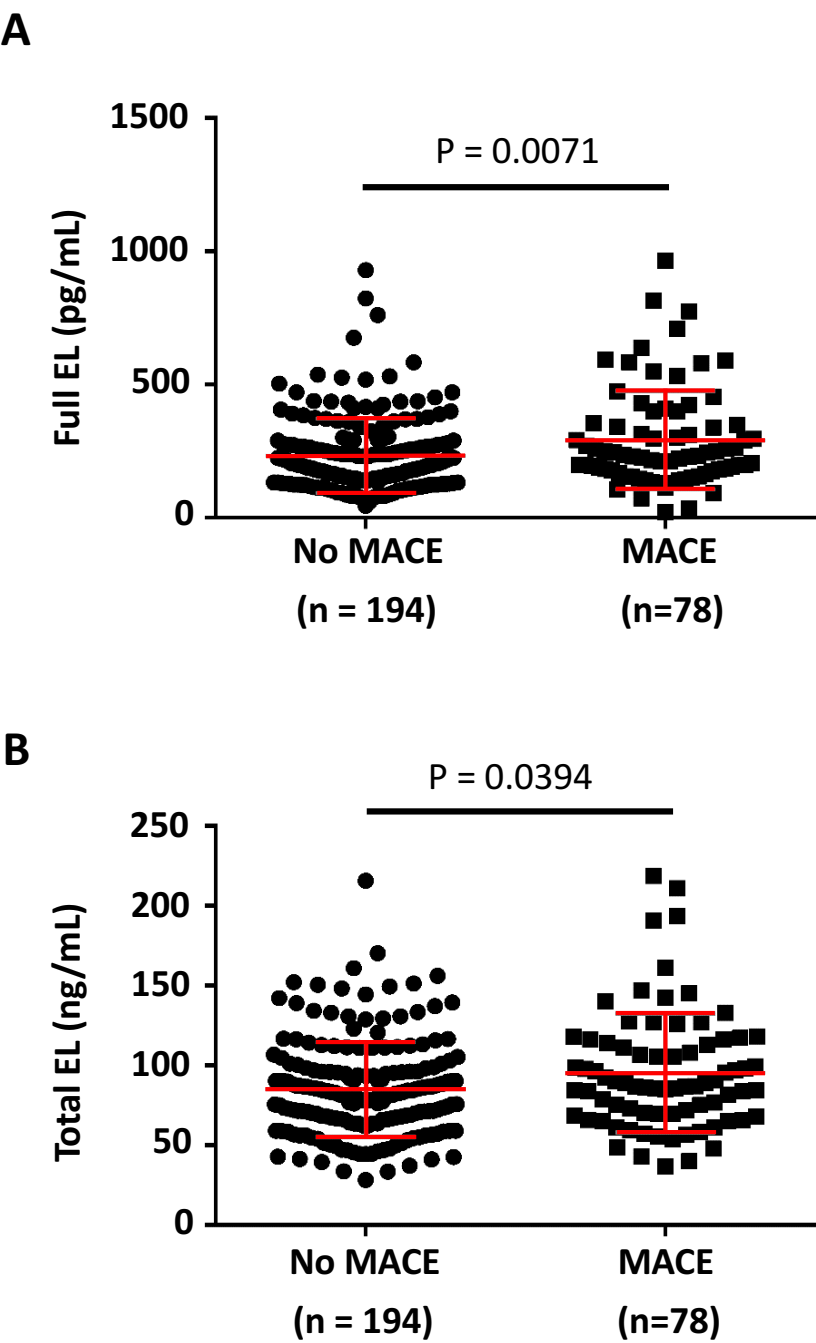 A
1500
1000
500
0
Full EL (pg/mL)
P = 0.0071
No MACE
(n = 194)
MACE
(n=78)
B
250
200
150
100
50
0
Total EL (ng/mL)
P = 0.0394
No MACE
(n = 194)
MACE
(n=78)